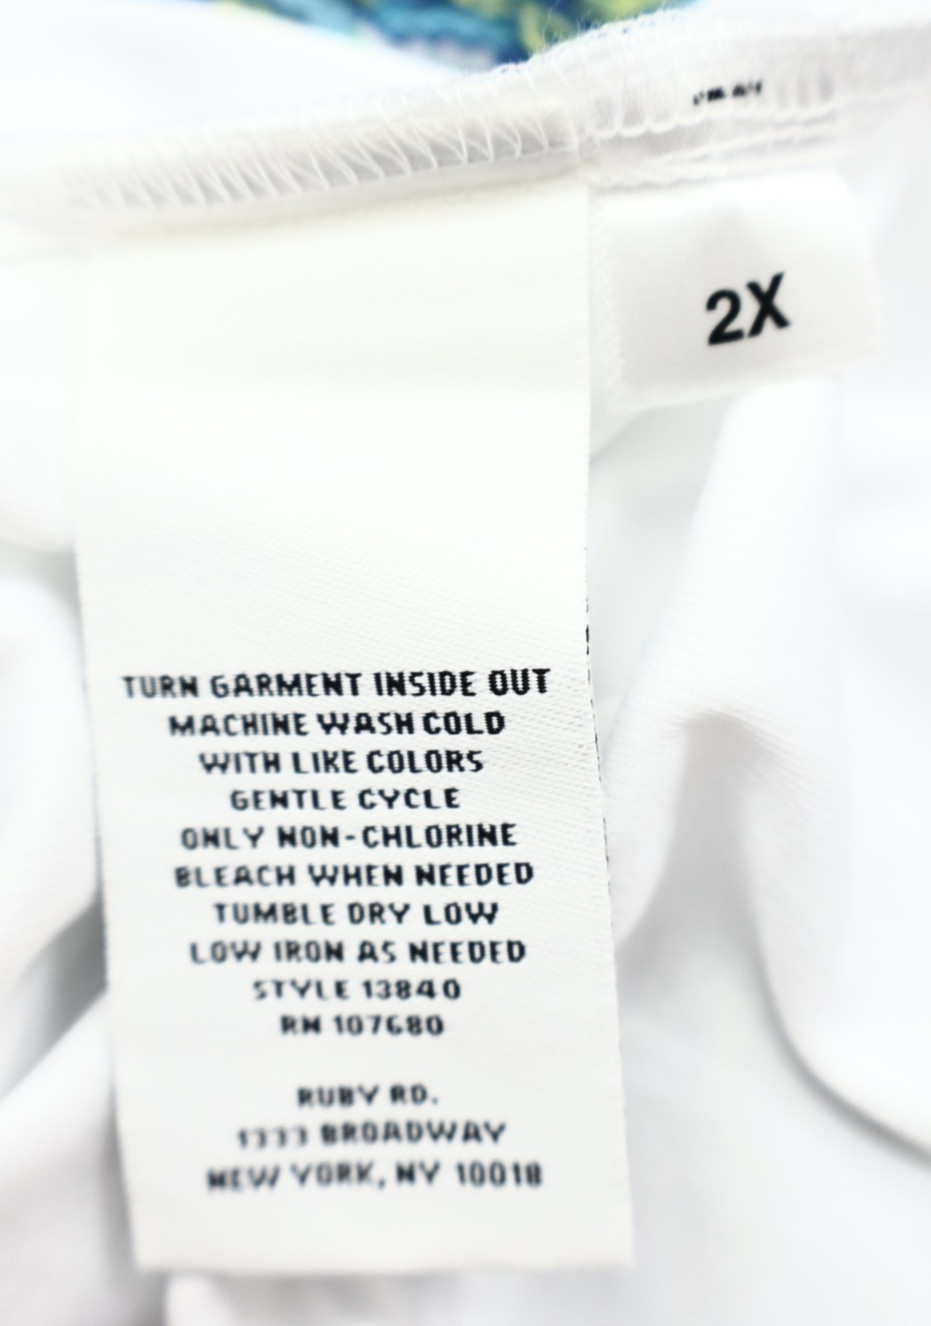 2X
TURN GARMENT INSIDE OUT
MACHINE WASH COLD
WITH LIKE COLORS
GENTLE CYCLE
ONLY NON-CHLORINE
BLEACH WHEN NEEDED
TUMBLE DRY LOW
LOW IRON AS NEEDED
STYLE 13840
RN 107680
RUBY RD.
1333 BROADWAY
NEW YORK, NY 10018